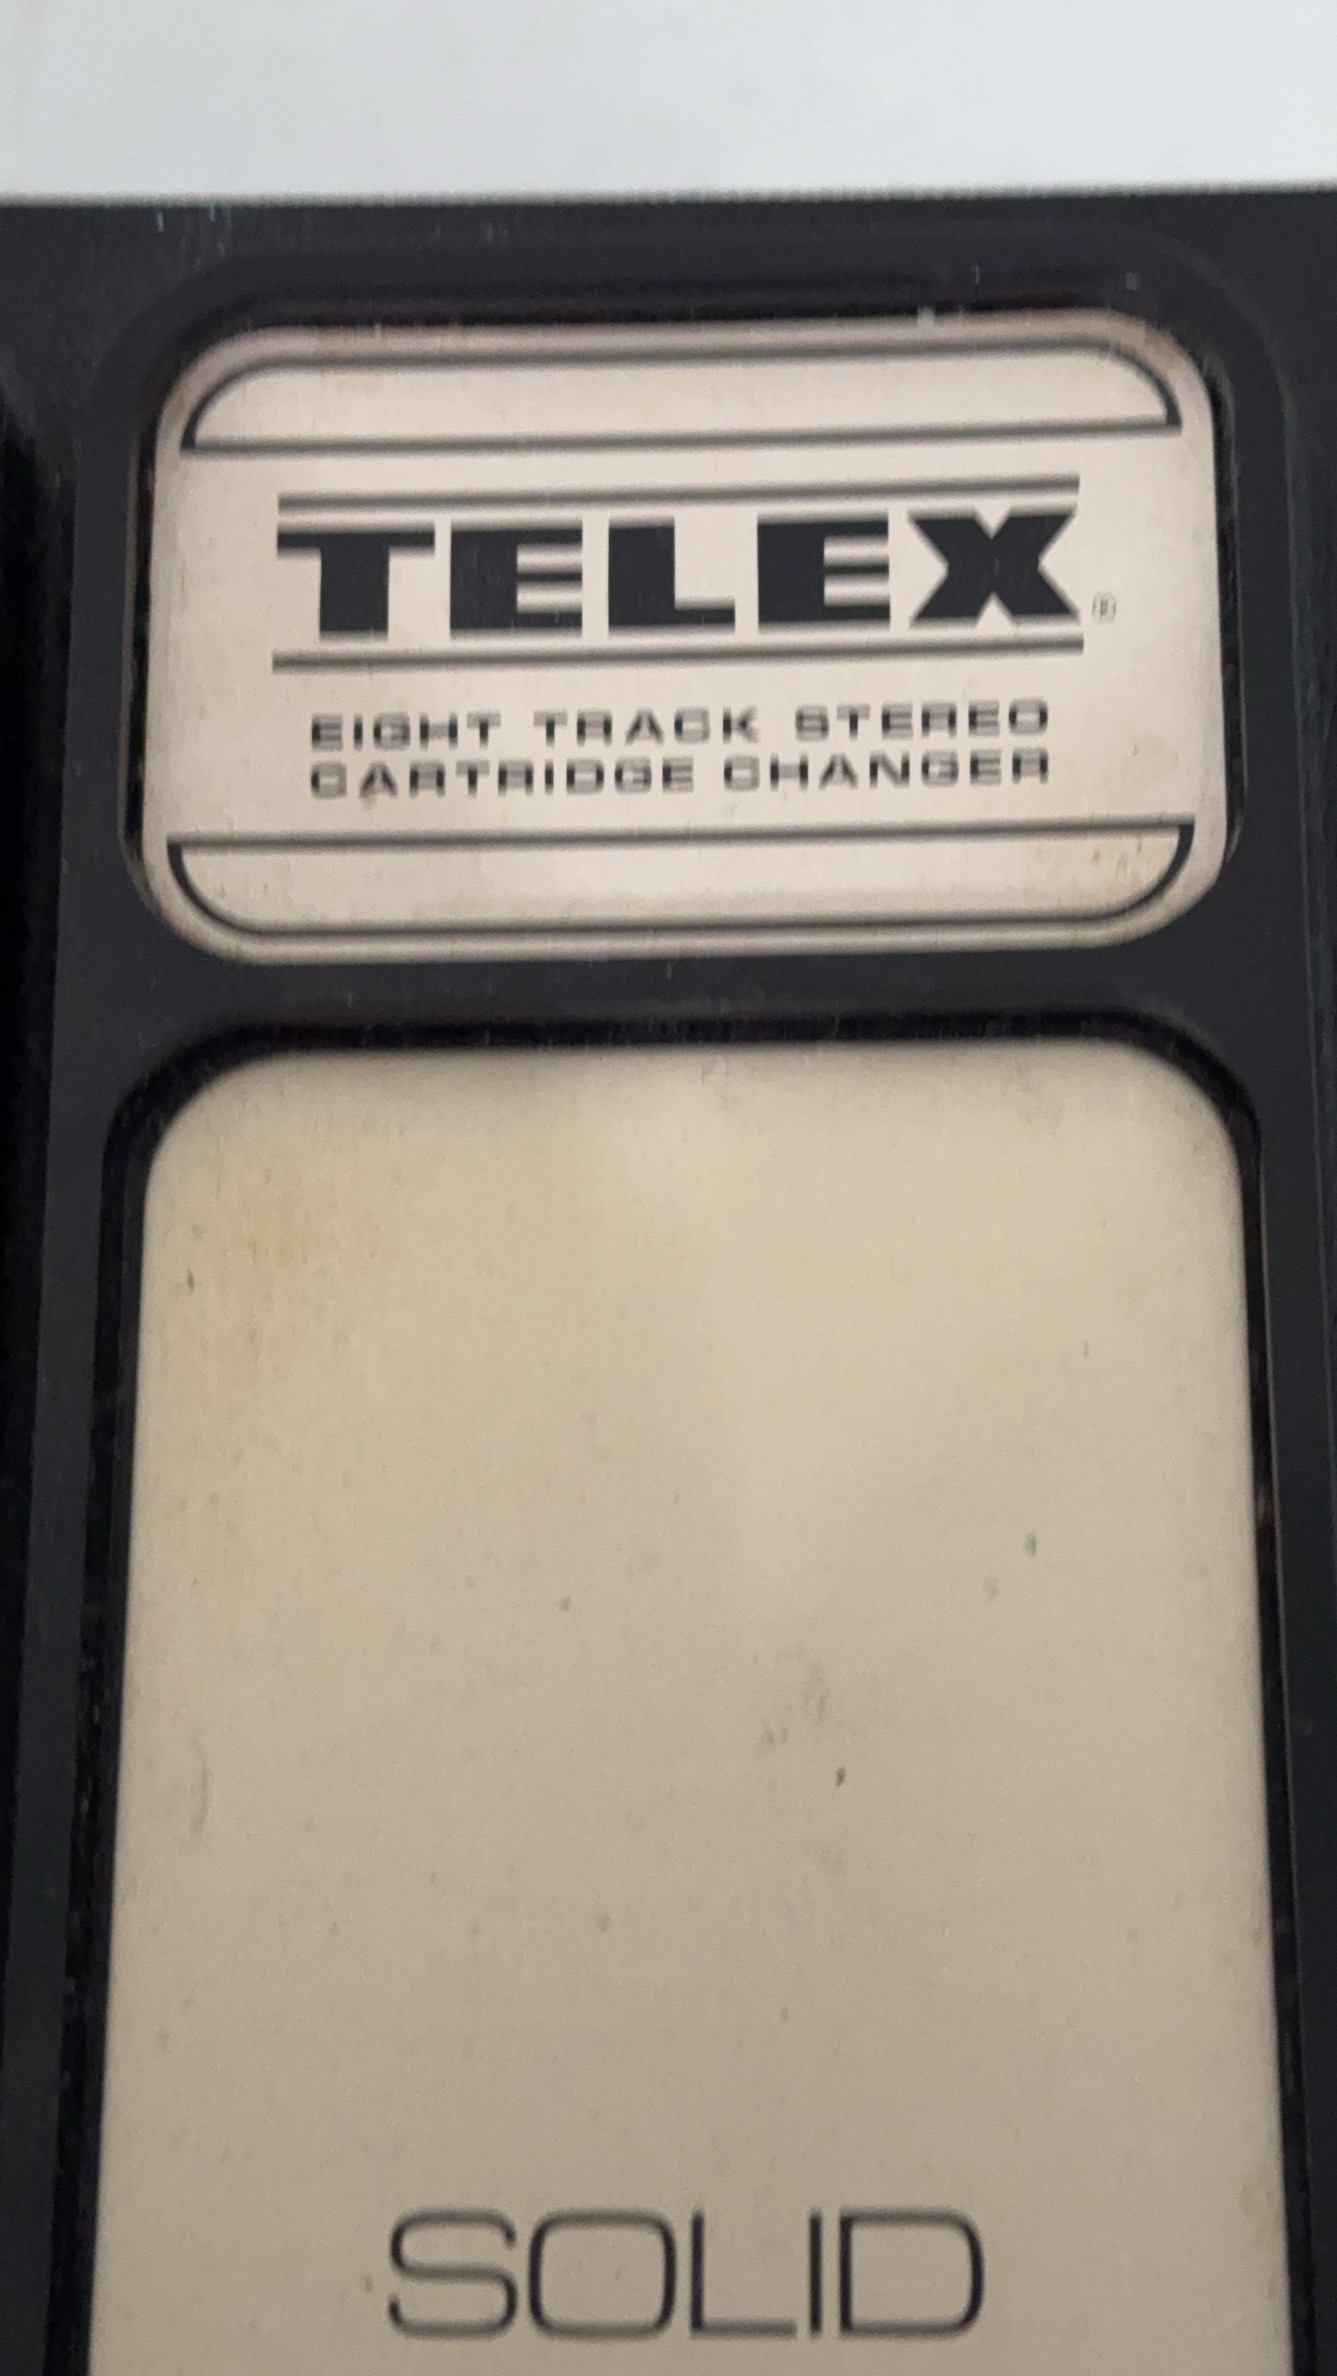 TELEX®
EIGHT TRACK STEREO
CARTRIDGE CHANGER
SOLID